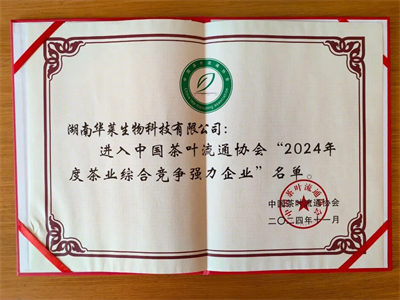 湖南华莱生物科技有限公司：
进入中国茶叶流通协会“2024年
度茶业综合竞争强力企业”名单。
中国茶叶流通协会
二〇二四年十一月